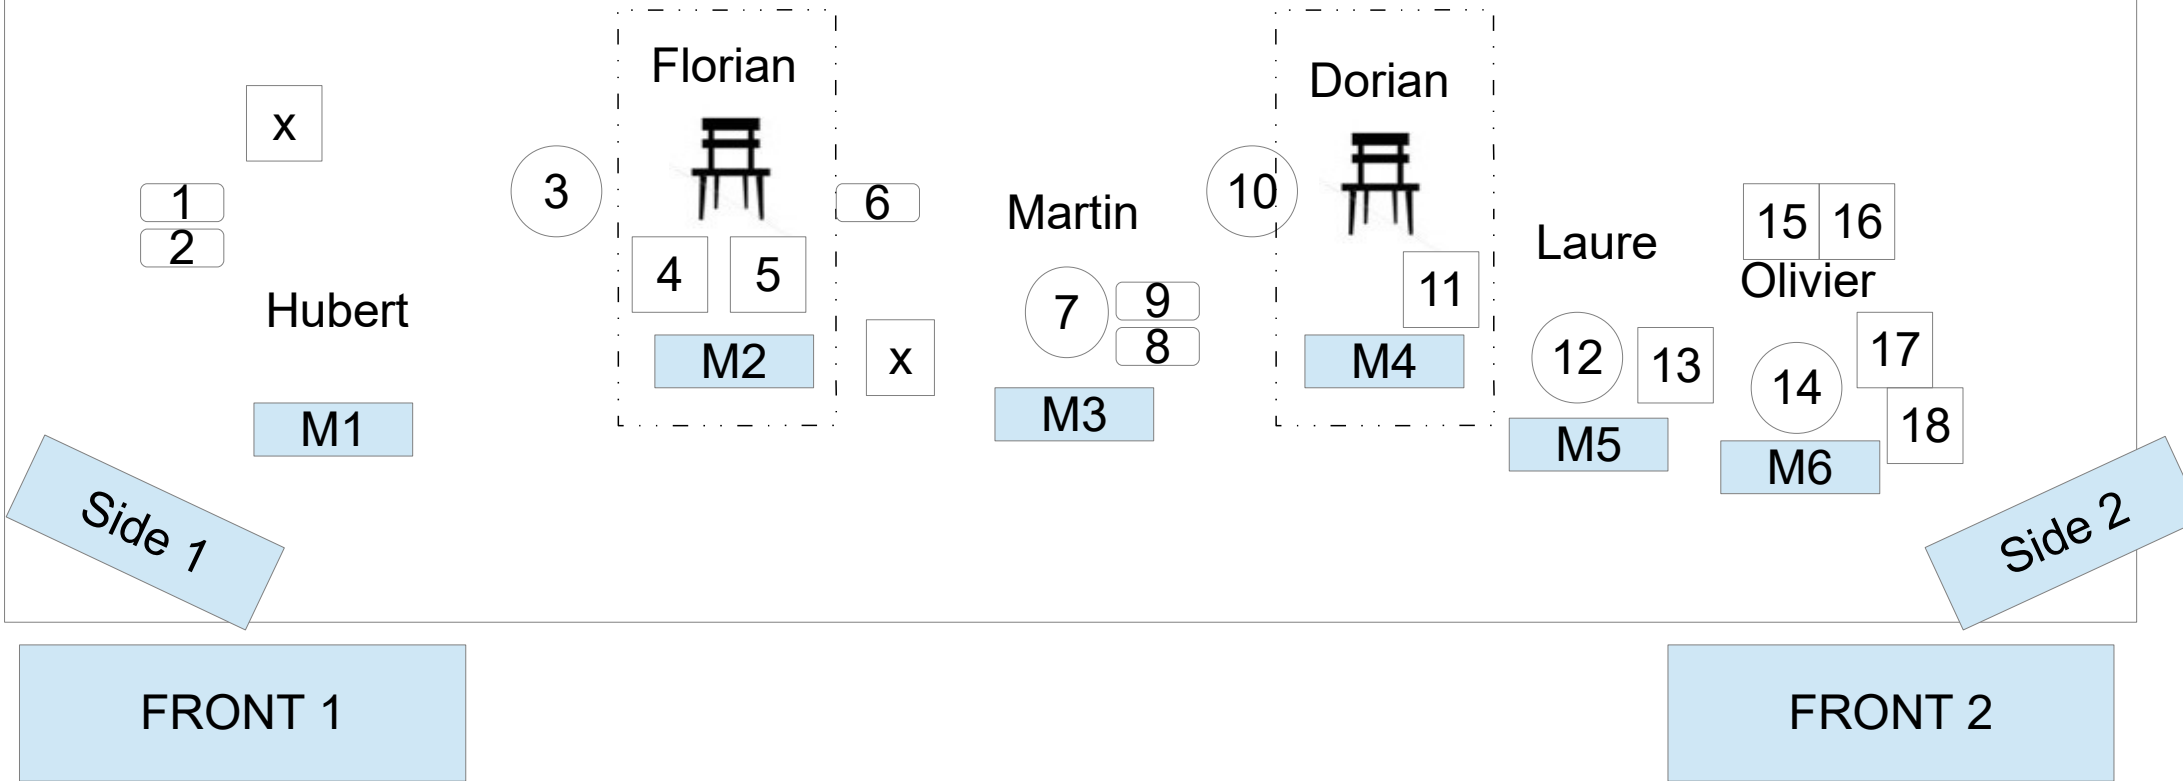 Florian
Dorian
x
1
2
3
6
10
Martin
15 16
Laure
Olivier
Hubert
4 5
7
9
8
11
12
13
14
17
18
M1
M2
x
M3
M4
M5
M6
Side 1
Side 2
FRONT 1
FRONT 2